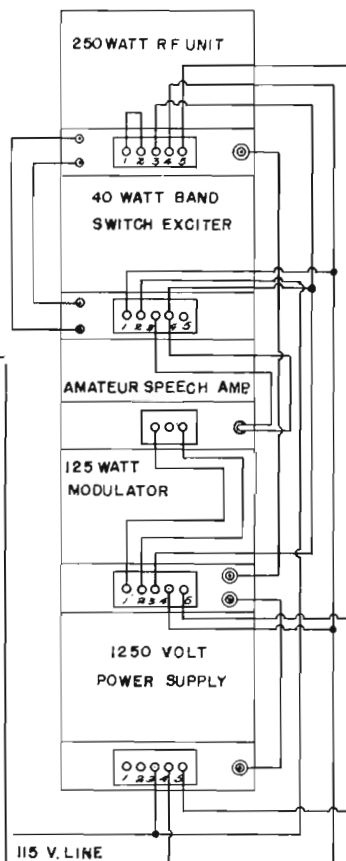 250 WATT RF UNIT
1 2 3 4 5
40 WATT BAND
SWITCH EXCITER
1 2 3 4 5
AMATEUR SPEECH AMP
125 WATT
MODULATOR
1 2 3 4 5
1250 VOLT
POWER SUPPLY
1 2 3 4 5
115 V. LINE